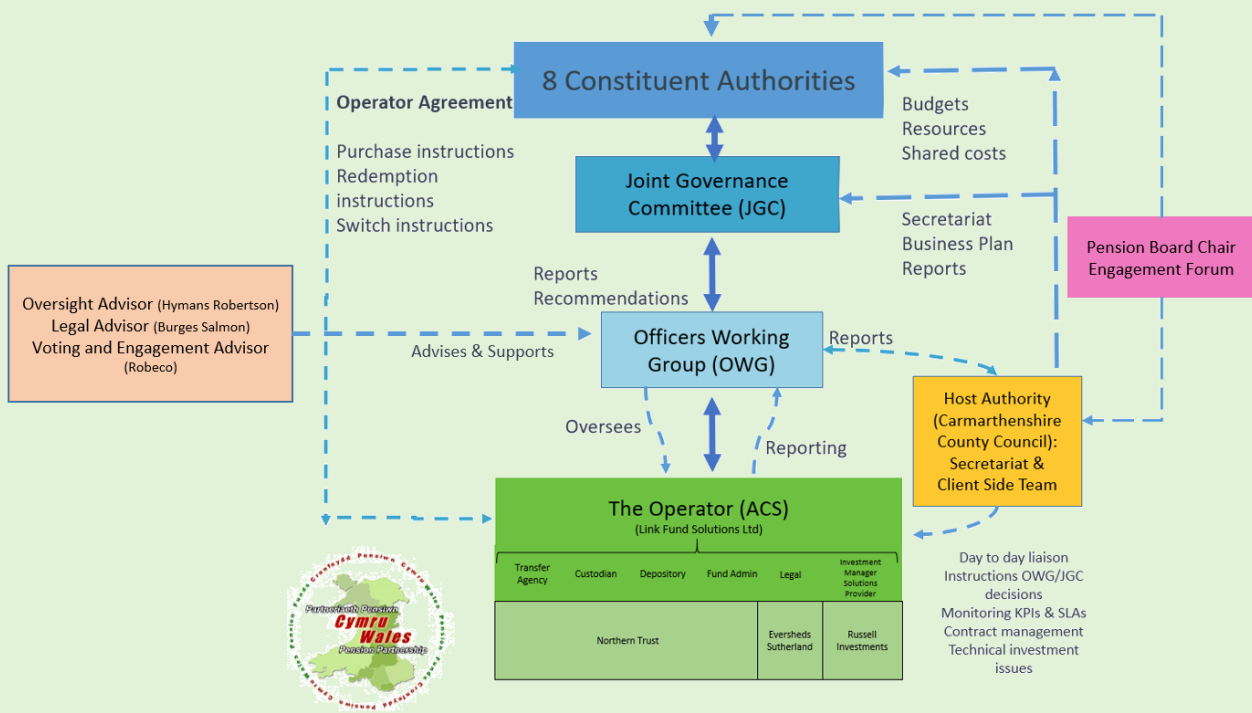 8 Constituent Authorities
Operator Agreement
Purchase instructions
Redemption
instructions
Switch instructions
Budgets
Resources
Shared costs
Joint Governance
Committee (JGC)
Secretariat
Business Plan
Reports
Pension Board Chair
Engagement Forum
Reports
Recommendations
Oversight Advisor (Hymans Robertson)
Legal Advisor (Burges Salmon)
Voting and Engagement Advisor
(Robeco)
Advises & Supports
Officers Working
Group (OWG)
Reports
Host Authority
(Carmarthenshire
County Council):
Secretariat &
Client Side Team
Oversees
Reporting
The Operator (ACS)
(Link Fund Solutions Ltd)
Transfer
Agency
Custodian
Depository
Fund Admin
Legal
Investment
Manager
Solutions
Provider
Northern Trust
Eversheds
Sutherland
Russell
Investments
Day to day liaison
Instructions OWG/JGC
decisions
Monitoring KPIs & SLAs
Contract management
Technical investment
issues
Partneriaeth Pensiwn
Cymru
Wales
Pension Partnership